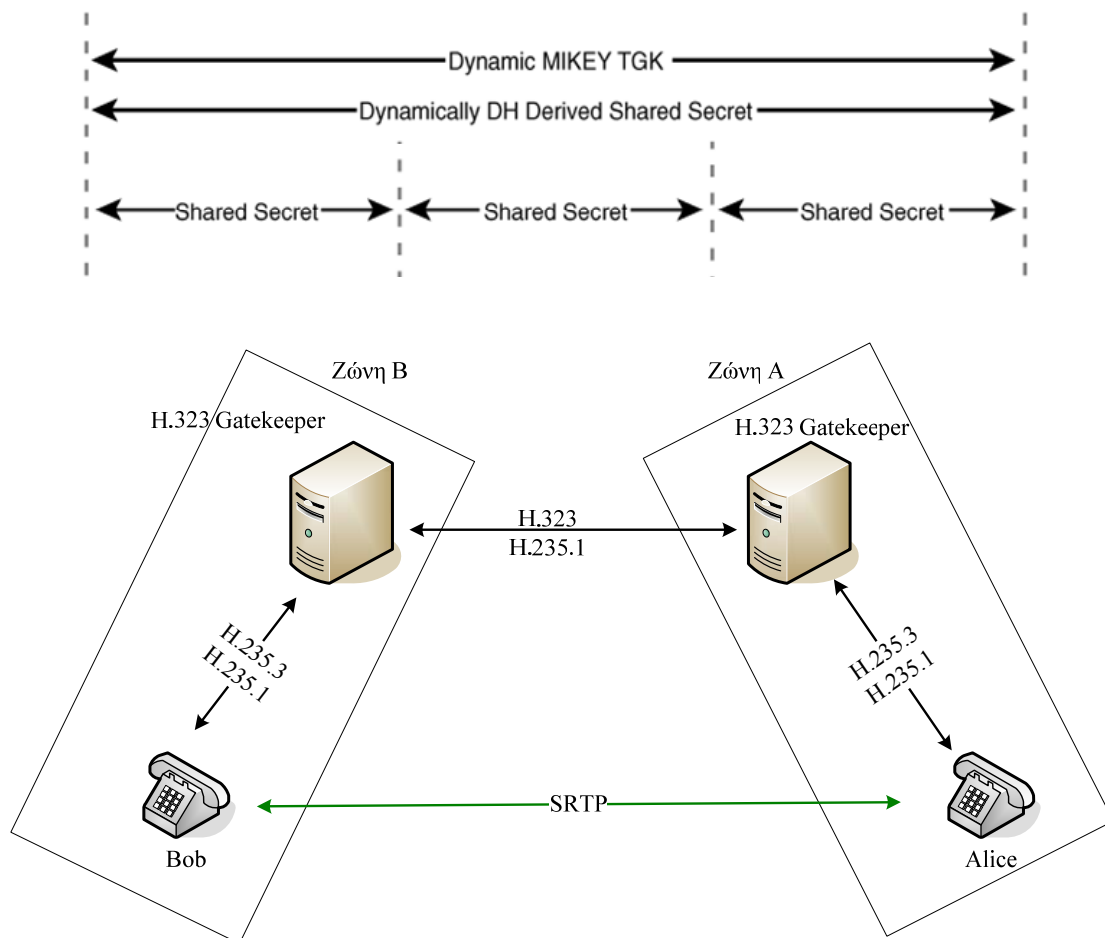 Dynamic MIKEY TGK
Dynamically DH Derived Shared Secret
Shared Secret
Shared Secret
Shared Secret
Ζώνη Β
Ζώνη Α
H.323 Gatekeeper
H.323 Gatekeeper
H.323
H.235.1
H.235.3
H.235.1
H.235.3
H.235.1
SRTP
Bob
Alice